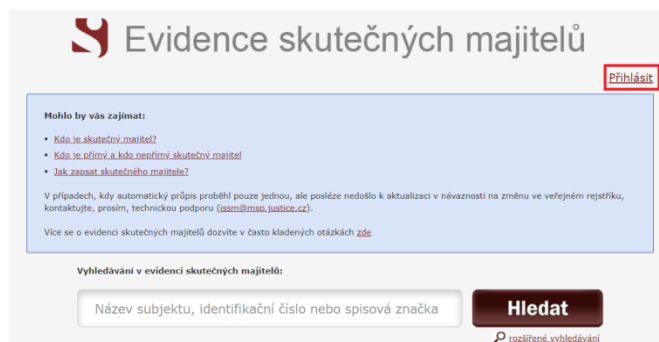 Evidence skutečných majitelů
Přihlásit
Mohlo by vás zajímat:
• Kdo je skutečný majitel?
• Kdo je přímý a kdo nepřímý skutečný majitel
• Jak zapsat skutečného majitele?
V případech, kdy automatický průpis proběhl pouze jednou, ale posléze nedošlo k aktualizaci v návaznosti na změnu ve veřejném rejstříku,
kontaktujte, prosím, technickou podporu (issm@msp.justice.cz).
Více se o evidenci skutečných majitelů dozvíte v často kladených otázkách zde
Vyhledávání v evidenci skutečných majitelů:
Název subjektu, identifikační číslo nebo spisová značka
Hledat
rozšířené vyhledávání